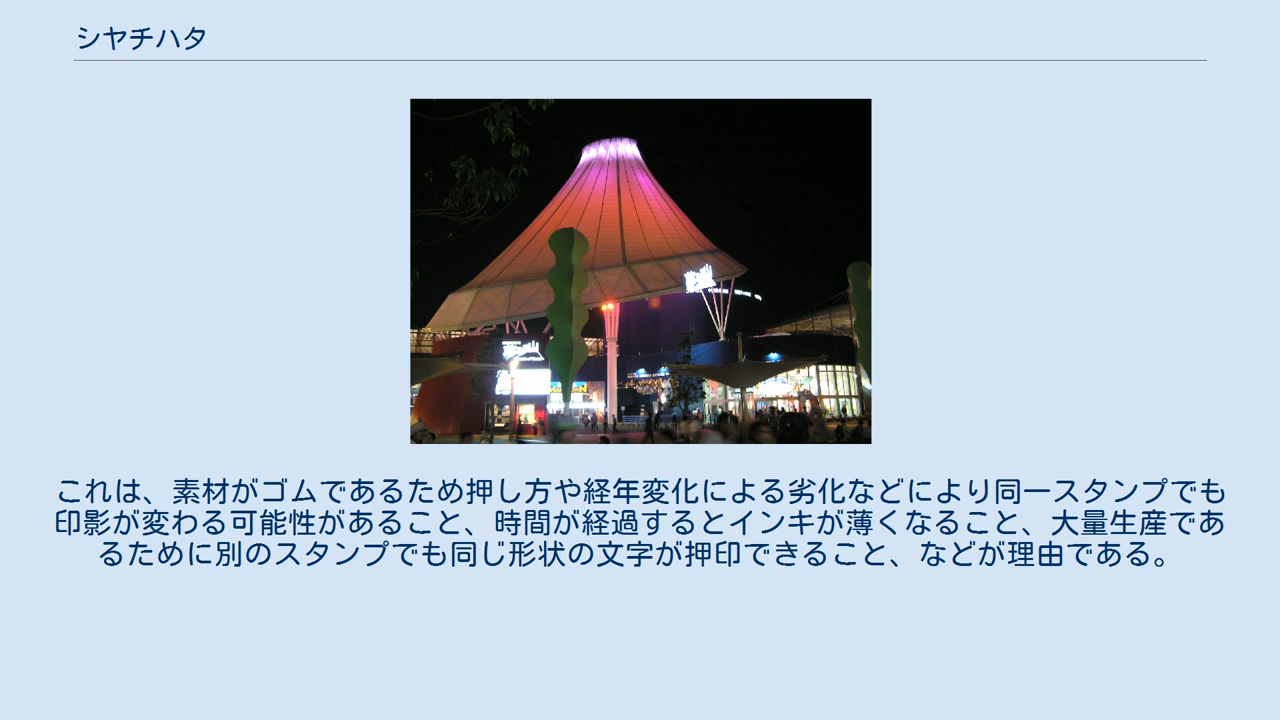 シヤチハタ
これは、素材がゴムであるため押し方や経年変化による劣化などにより同一スタンプでも
印影が変わる可能性があること、時間が経過するとインキが薄くなること、大量生産であ
るために別のスタンプでも同じ形状の文字が押印できること、などが理由である。